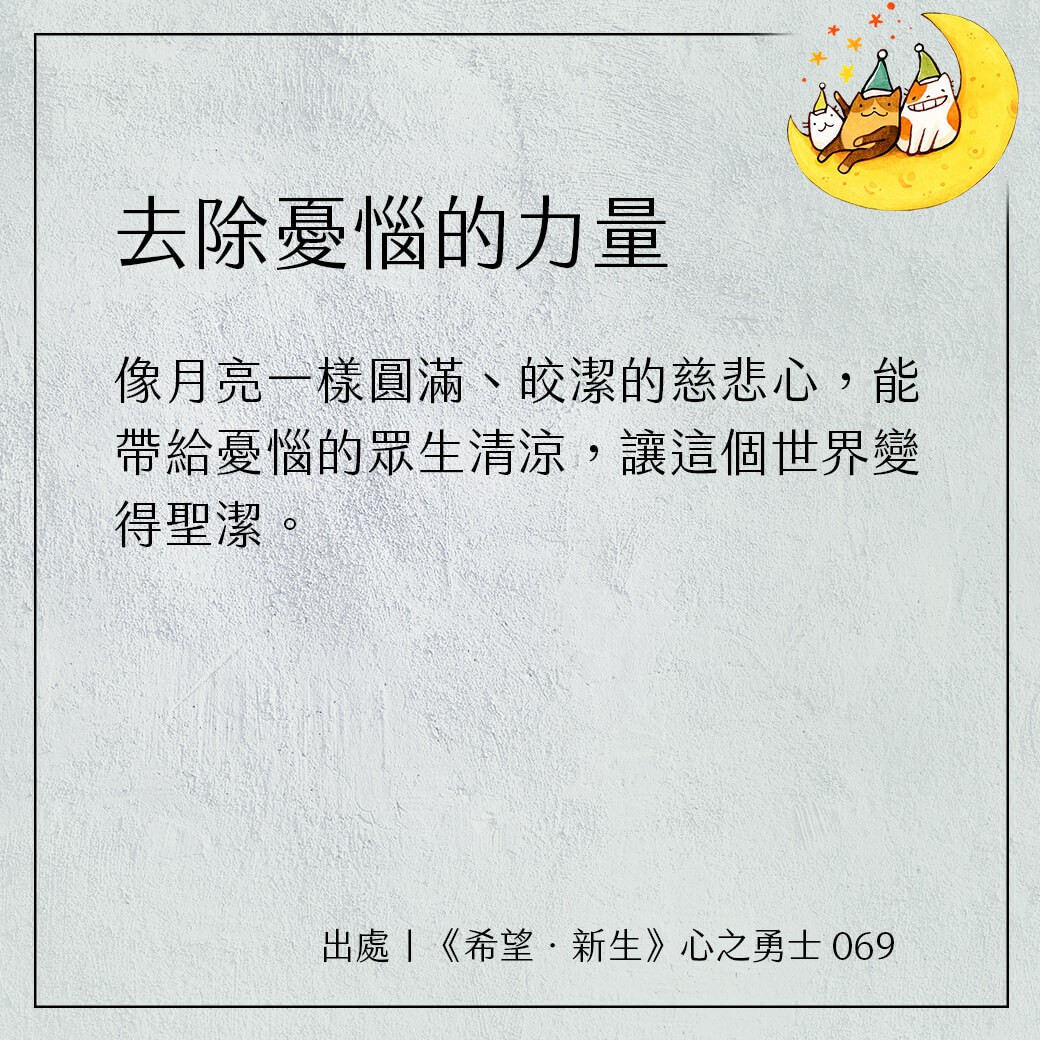 去除憂惱的力量
像月亮一樣圓滿、皎潔的慈悲心，能
帶給憂惱的眾生清涼，讓這個世界變
得聖潔。
出處｜《希望．新生》心之勇士 069